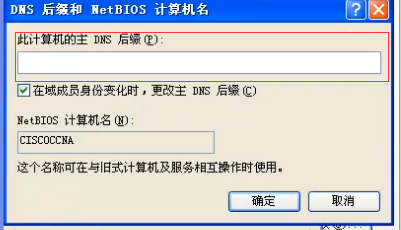 DNS 后缀和 NetBIOS 计算机名
此计算机的主 DNS 后缀(P):
在域成员身份变化时，更改主 DNS 后缀(C)
NetBIOS 计算机名(N):
CISCOCCNA
这个名称可在与旧式计算机及服务相互操作时使用。
确定
取消